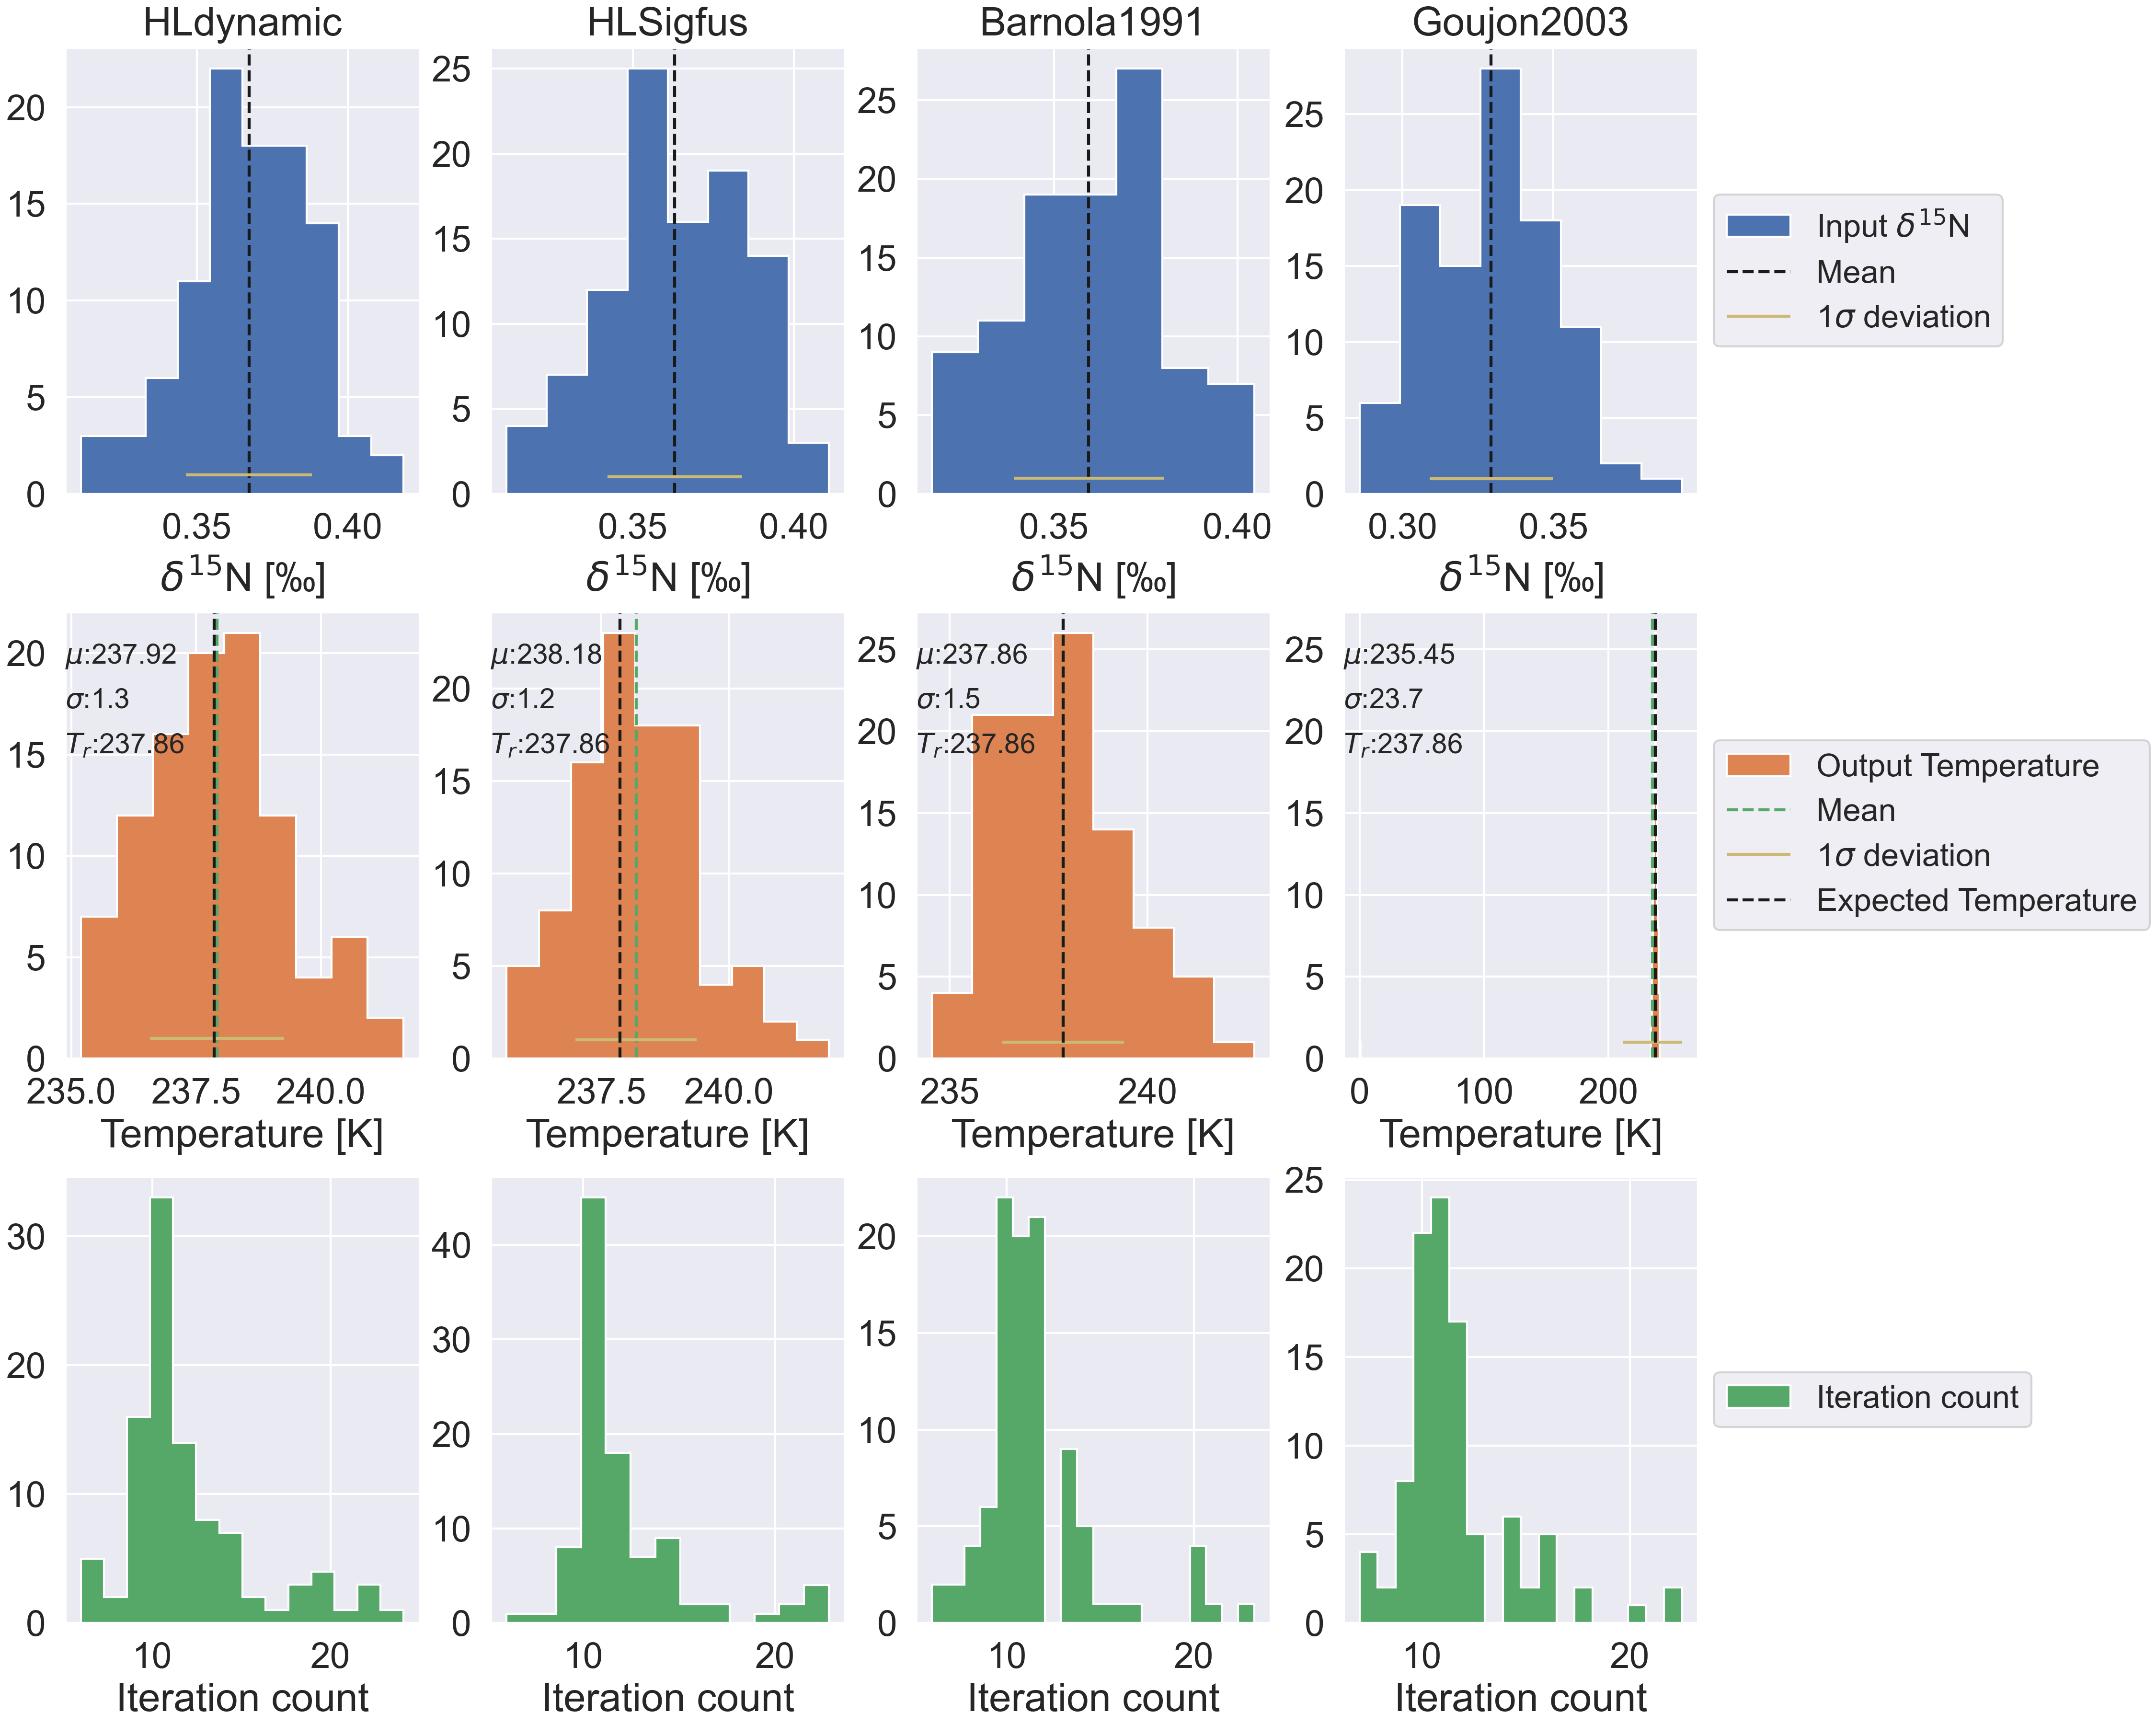 HLdynamic HLSigfus Barnola1991 Goujon2003
20
15
10
5
0
0.35 0.40
δ¹⁵N [‰]
25
20
15
10
5
0
0.35 0.40
δ¹⁵N [‰]
25
20
15
10
5
0
0.35 0.40
δ¹⁵N [‰]
25
20
15
10
5
0
0.30 0.35
δ¹⁵N [‰]
Input δ¹⁵N
Mean
1σ deviation
20
15
10
5
0
μ:237.92
σ:1.3
Tᵣ:237.86
235.0 237.5 240.0
Temperature [K]
20
15
10
5
0
μ:238.18
σ:1.2
Tᵣ:237.86
237.5 240.0
Temperature [K]
25
20
15
10
5
0
μ:237.86
σ:1.5
Tᵣ:237.86
235 240
Temperature [K]
25
20
15
10
5
0
μ:235.45
σ:23.7
Tᵣ:237.86
0 100 200
Temperature [K]
Output Temperature
Mean
1σ deviation
Expected Temperature
30
20
10
0
10 20
Iteration count
40
30
20
10
0
10 20
Iteration count
20
15
10
5
0
10 20
Iteration count
25
20
15
10
5
0
10 20
Iteration count
Iteration count